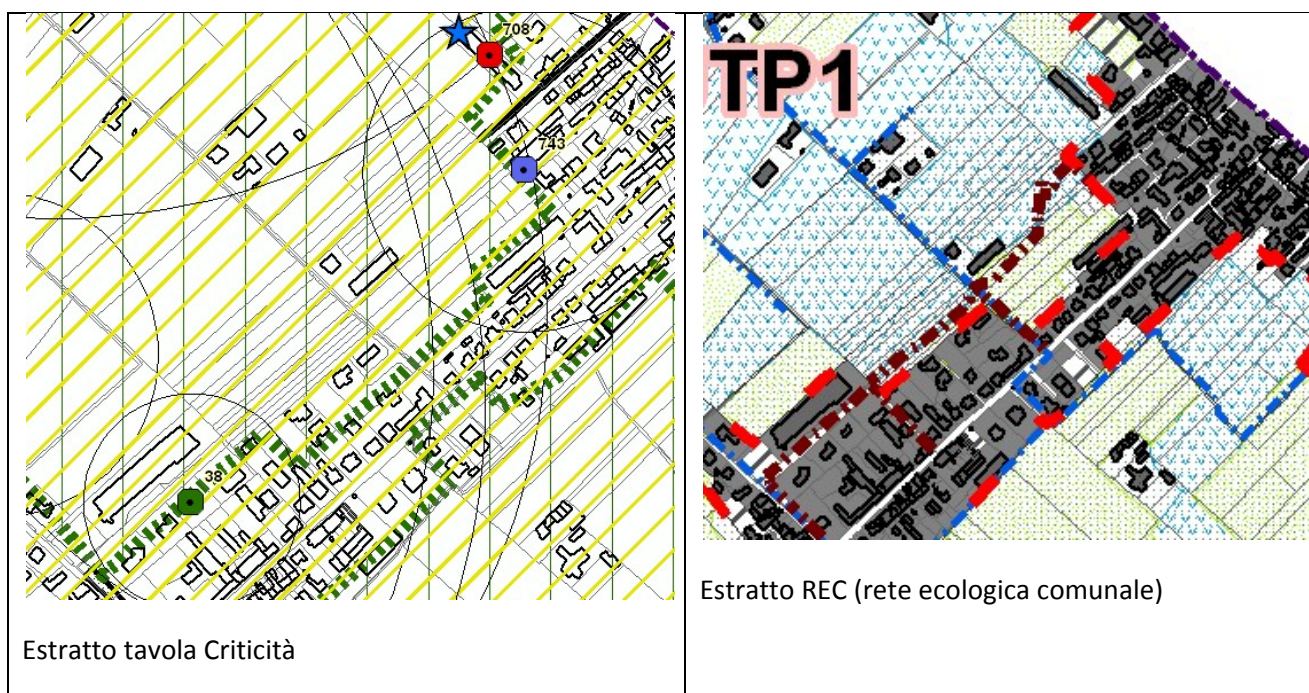 708
743
38
Estratto tavola Criticità
TP1
Estratto REC (rete ecologica comunale)